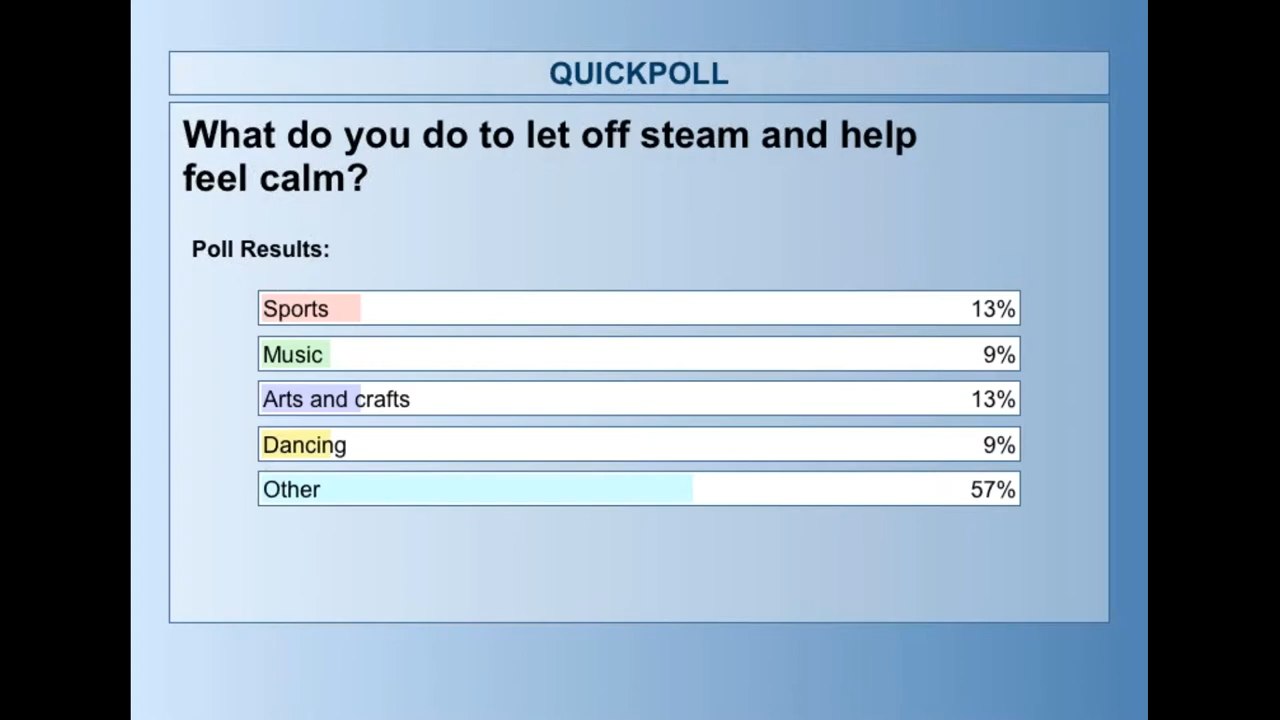 QUICKPOLL
What do you do to let off steam and help
feel calm?
Poll Results:
Sports 13%
Music 9%
Arts and crafts 13%
Dancing 9%
Other 57%